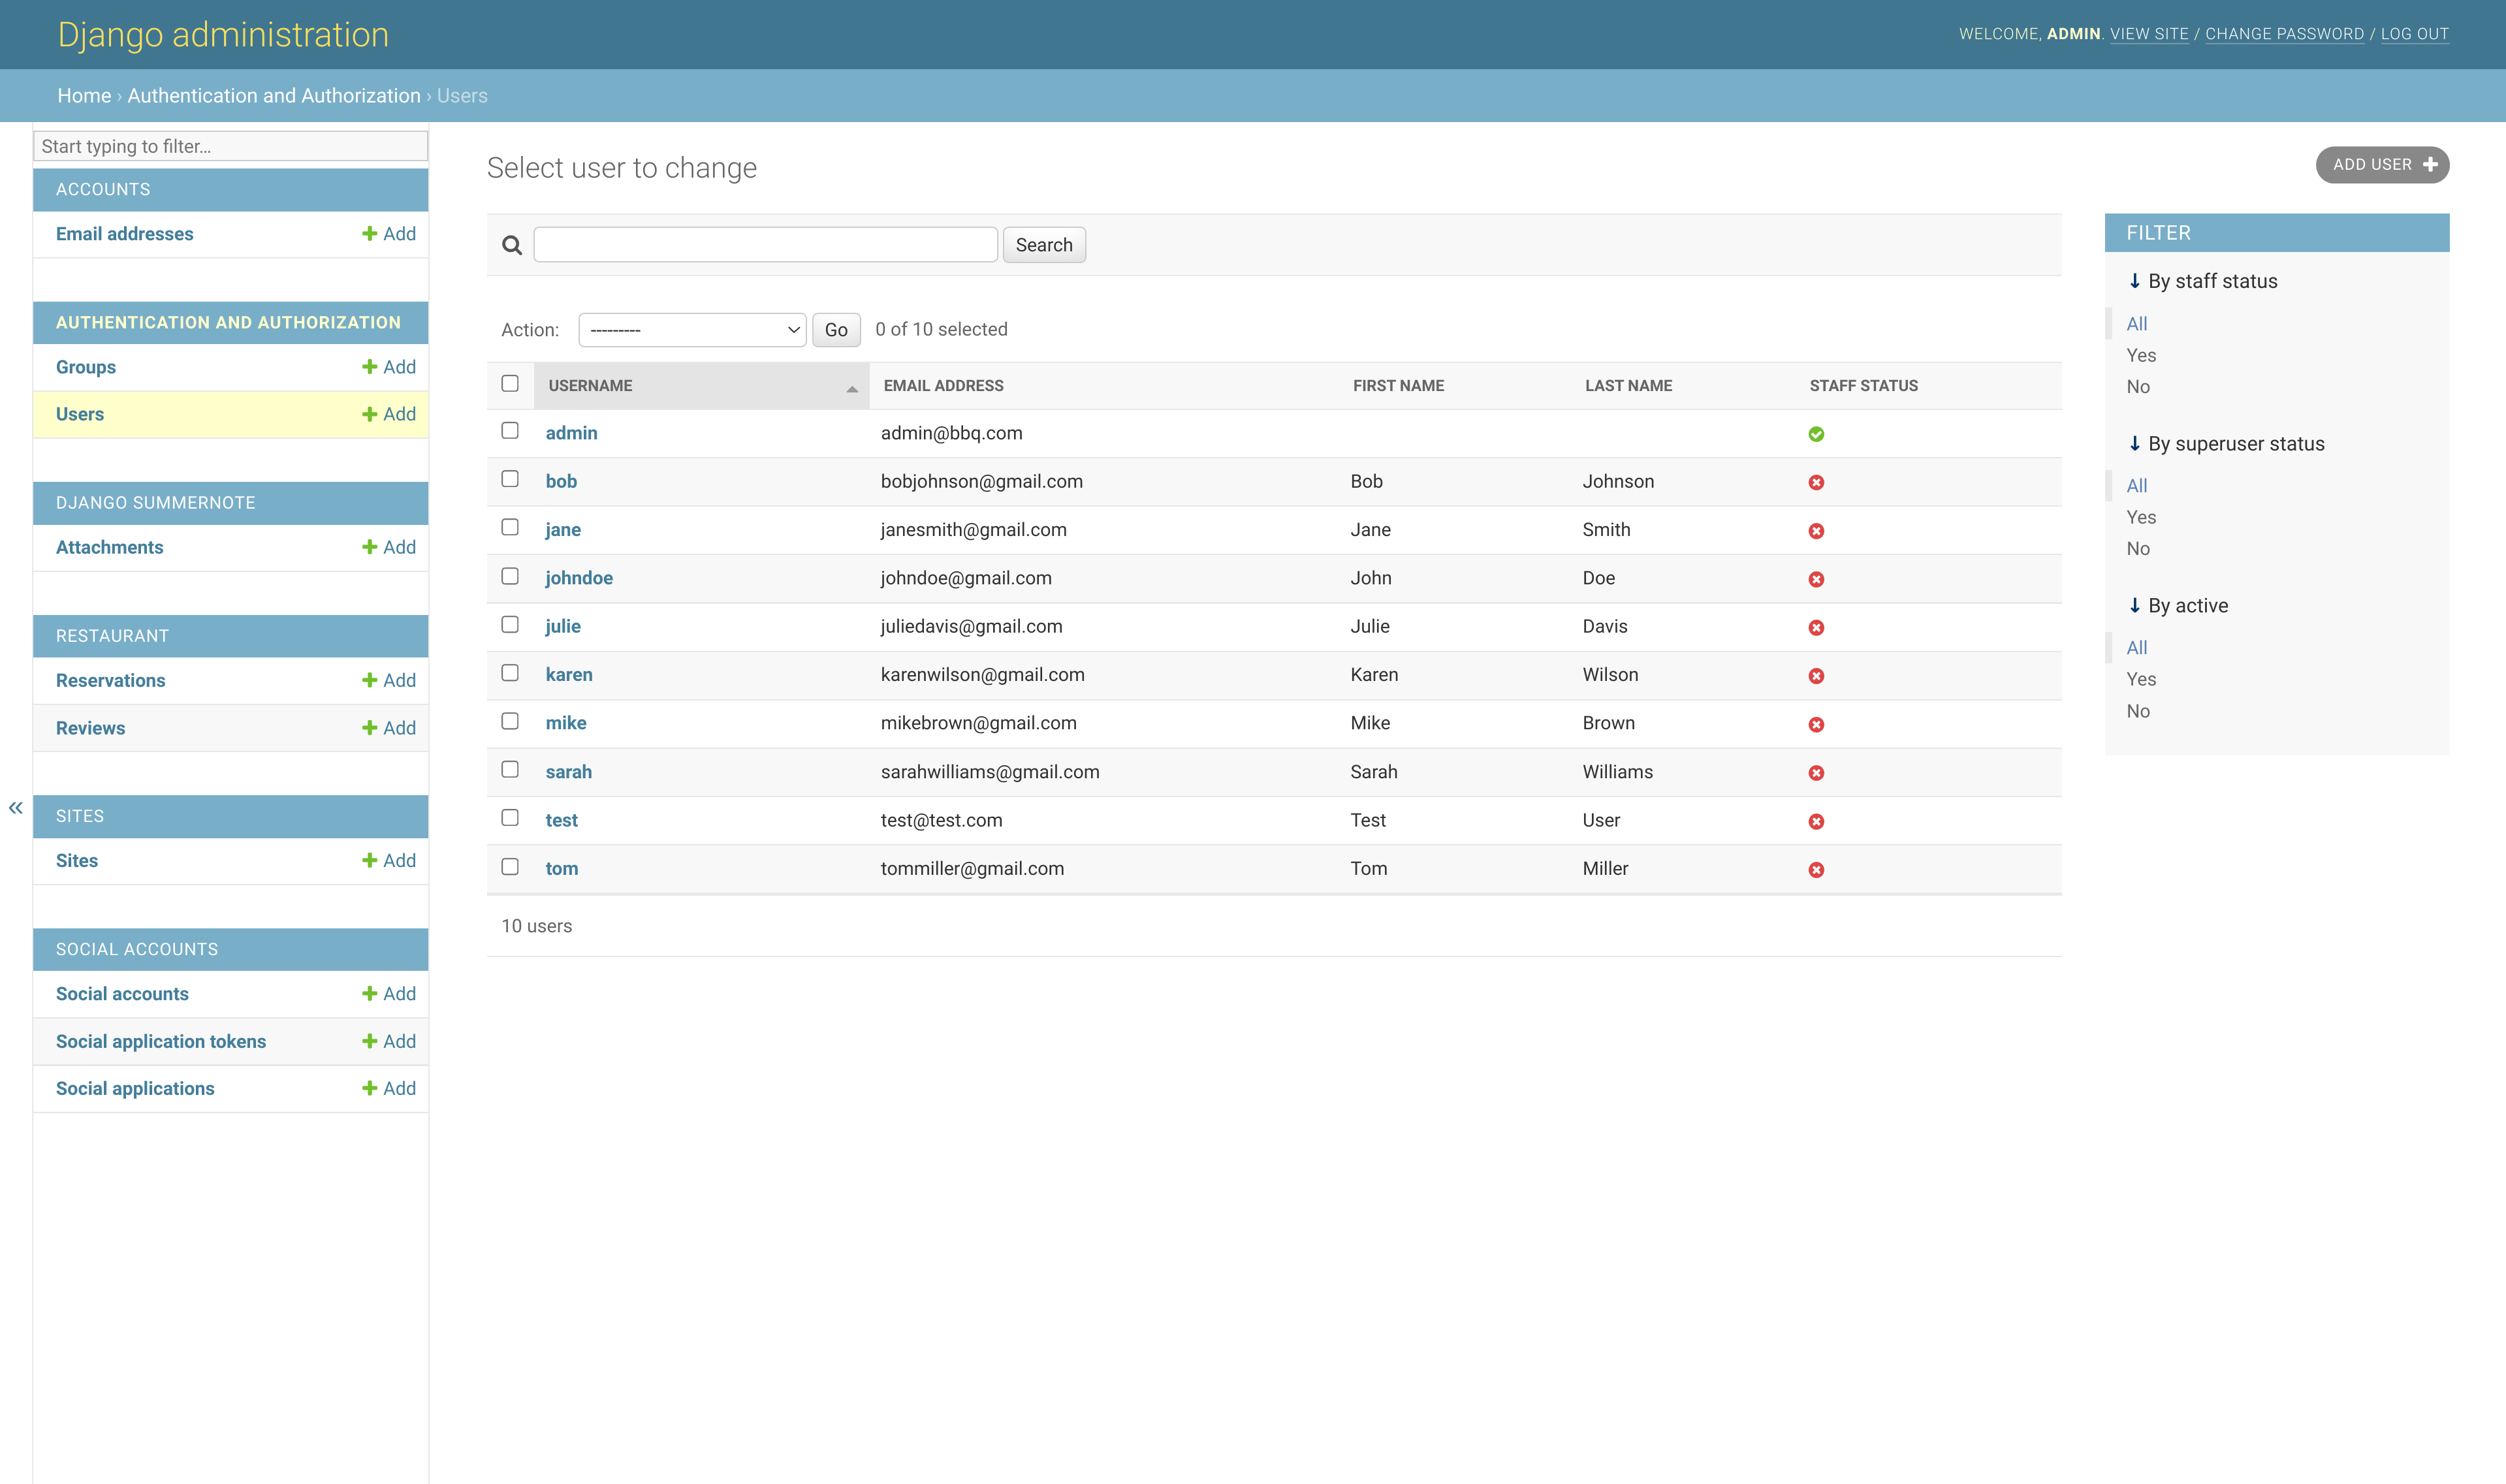 Django administration
WELCOME, ADMIN. VIEW SITE / CHANGE PASSWORD / LOG OUT
Home › Authentication and Authorization › Users
Start typing to filter...
ACCOUNTS
Email addresses Add
AUTHENTICATION AND AUTHORIZATION
Groups Add
Users Add
DJANGO SUMMERNOTE
Attachments Add
RESTAURANT
Reservations Add
Reviews Add
SITES
Sites Add
SOCIAL ACCOUNTS
Social accounts Add
Social application tokens Add
Social applications Add
«
Select user to change
ADD USER
Search
Action: --------- Go 0 of 10 selected
USERNAME EMAIL ADDRESS FIRST NAME LAST NAME STAFF STATUS
admin admin@bbq.com
bob bobjohnson@gmail.com Bob Johnson
jane janesmith@gmail.com Jane Smith
johndoe johndoe@gmail.com John Doe
julie juliedavis@gmail.com Julie Davis
karen karenwilson@gmail.com Karen Wilson
mike mikebrown@gmail.com Mike Brown
sarah sarahwilliams@gmail.com Sarah Williams
test test@test.com Test User
tom tommiller@gmail.com Tom Miller
10 users
FILTER
↓ By staff status
All
Yes
No
↓ By superuser status
All
Yes
No
↓ By active
All
Yes
No